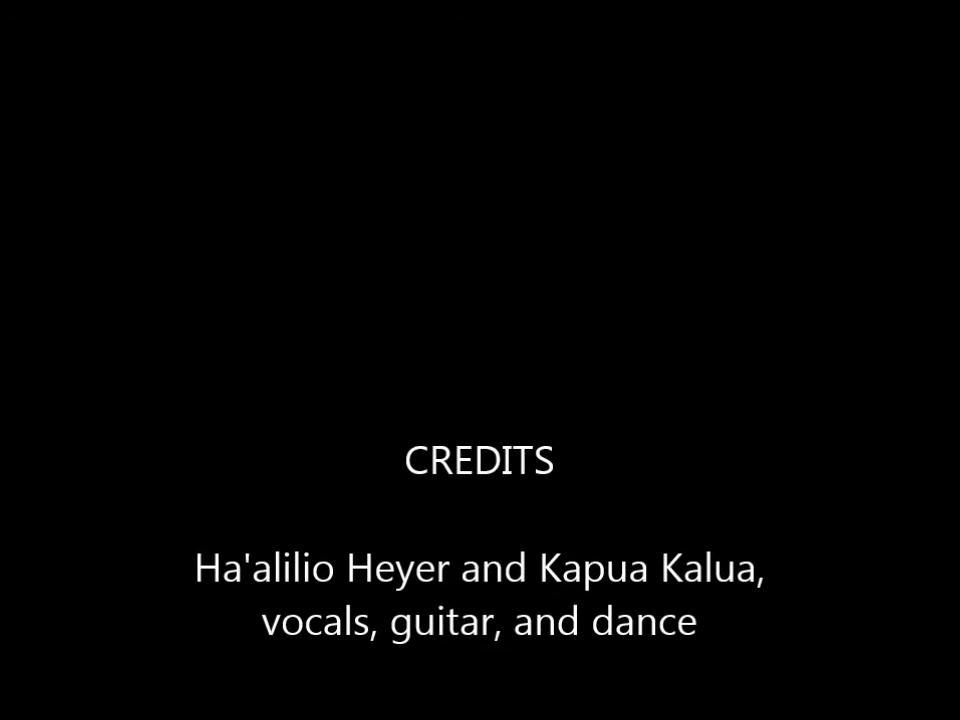 CREDITS
Ha'alilio Heyer and Kapua Kalua,
vocals, guitar, and dance